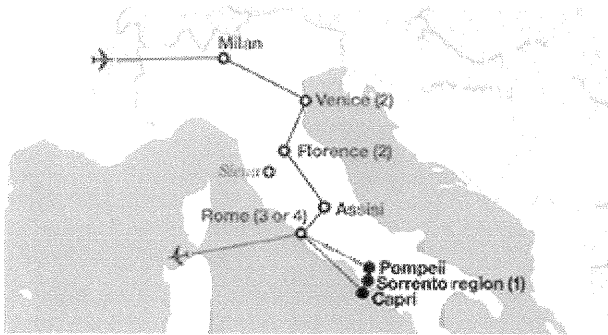 Milan
Venice (2)
Florence (2)
Siena
Assisi
Rome (3 or 4)
Pompeii
Sorrento region (1)
Capri